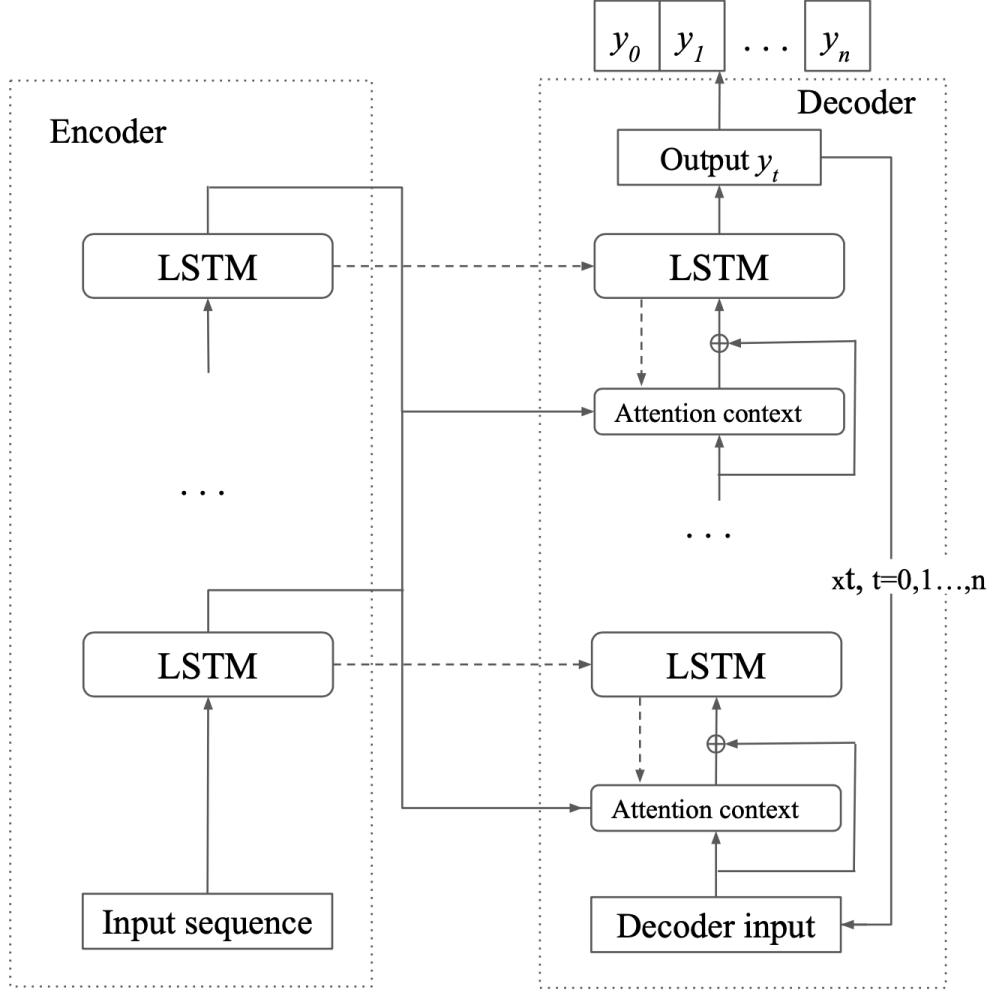 y0 y1 . . . yn
Decoder
Encoder
Output yt
LSTM
LSTM
Attention context
. . .
. . .
xt, t=0,1…,n
LSTM
LSTM
Attention context
Input sequence
Decoder input